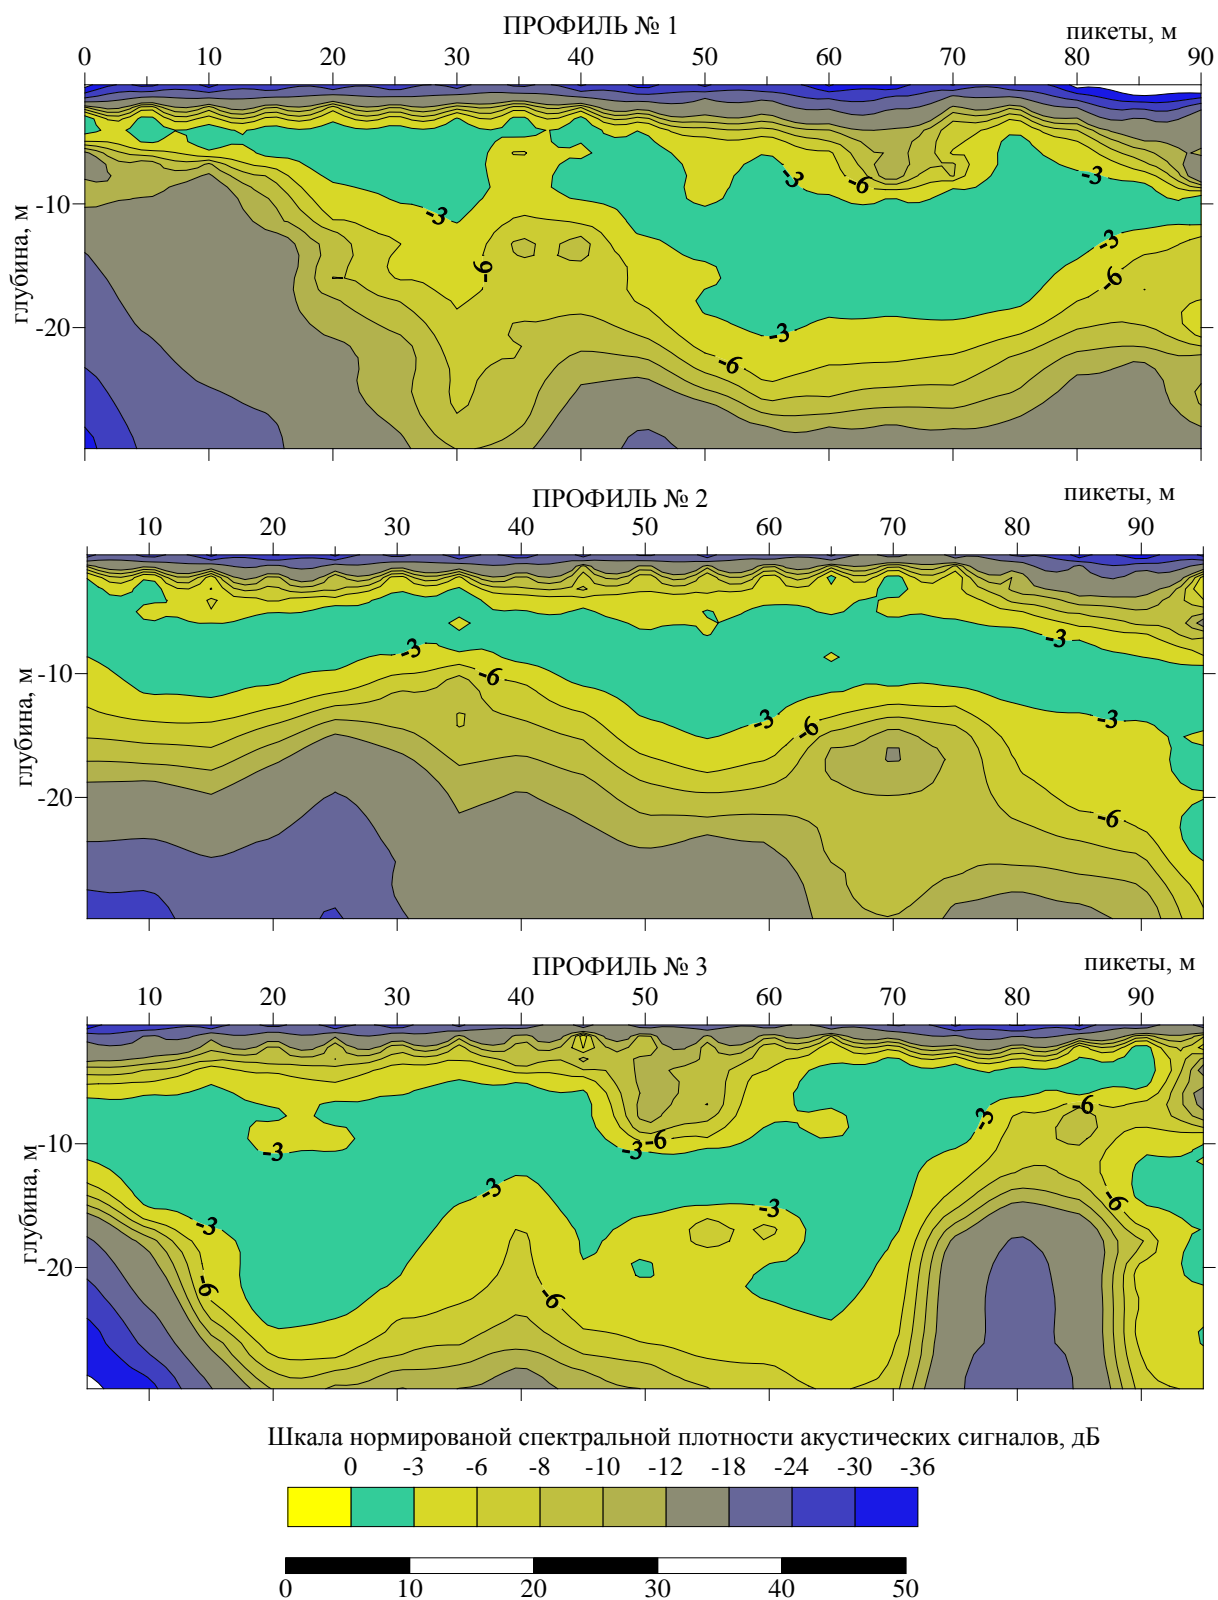 ПРОФИЛЬ № 1
пикеты, м
0 10 20 30 40 50 60 70 80 90
глубина, м
-10
-20
-3
-3
-6
-3
-3
-6
-6
-3
-6
ПРОФИЛЬ № 2
пикеты, м
10 20 30 40 50 60 70 80 90
глубина, м
-10
-20
-3
-3
-6
-3
-6
-3
-6
ПРОФИЛЬ № 3
пикеты, м
10 20 30 40 50 60 70 80 90
глубина, м
-10
-20
-6
-3
-6
-3
-3
-3
-6
-3
-3
-6
-6
Шкала нормированой спектральной плотности акустических сигналов, дБ
0 -3 -6 -8 -10 -12 -18 -24 -30 -36
0 10 20 30 40 50